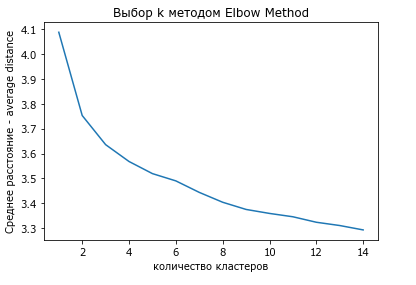 Выбор k методом Elbow Method
Среднее расстояние - average distance
4.1
4.0
3.9
3.8
3.7
3.6
3.5
3.4
3.3
2 4 6 8 10 12 14
количество кластеров